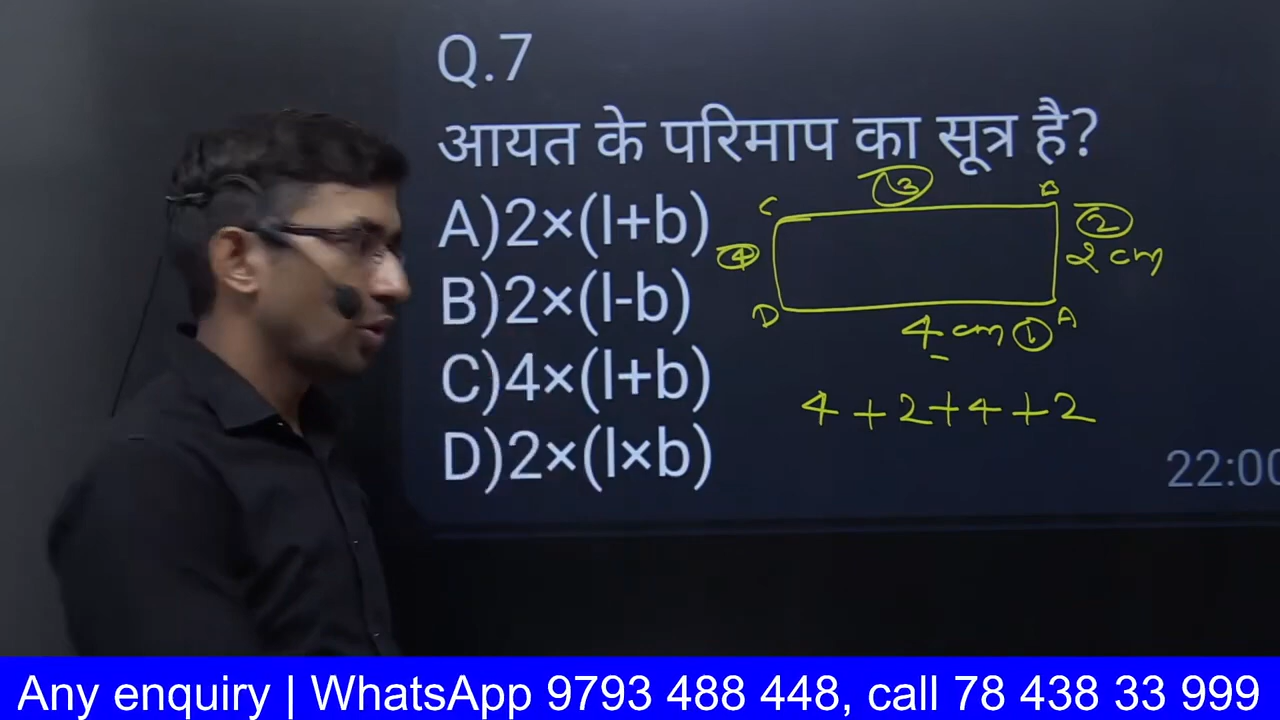 Q.7
आयत के परिमाप का सूत्र है?
A)2×(l+b)
B)2×(l-b)
C)4×(l+b)
D)2×(l×b)
3
C
B
4
2
2 cm
D
4 cm 1 A
4+2+4+2
22:00
Any enquiry | WhatsApp 9793 488 448, call 78 438 33 999